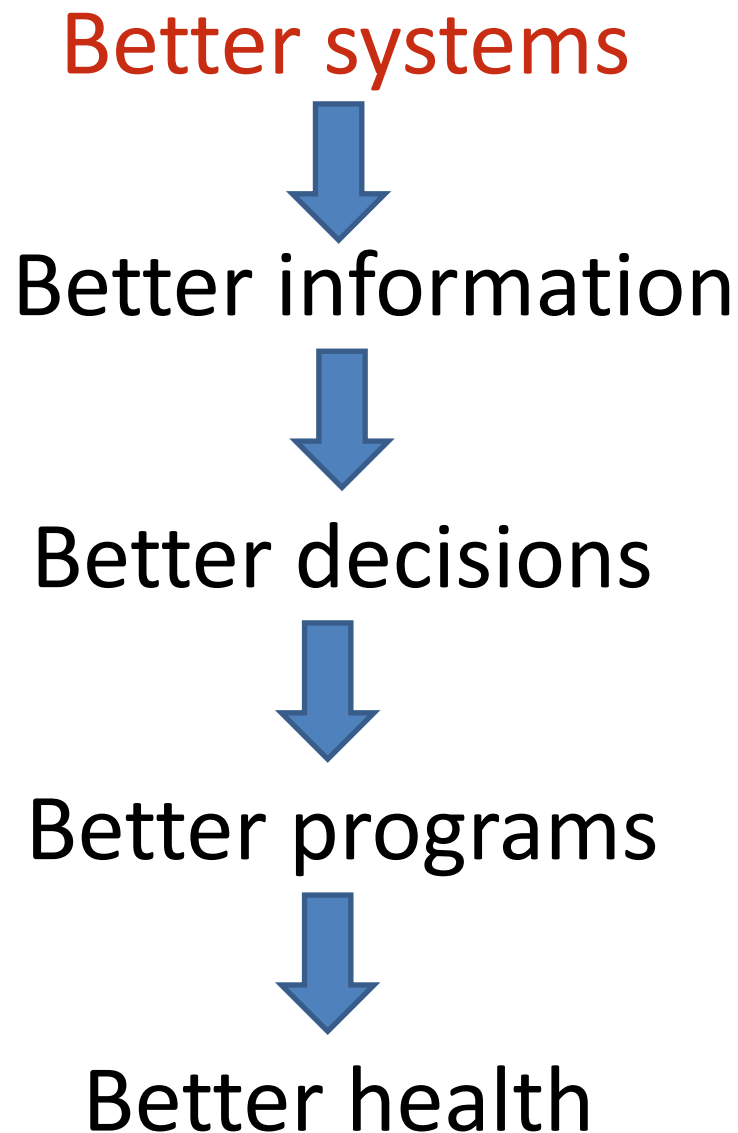 Better systems
Better information
Better decisions
Better programs
Better health